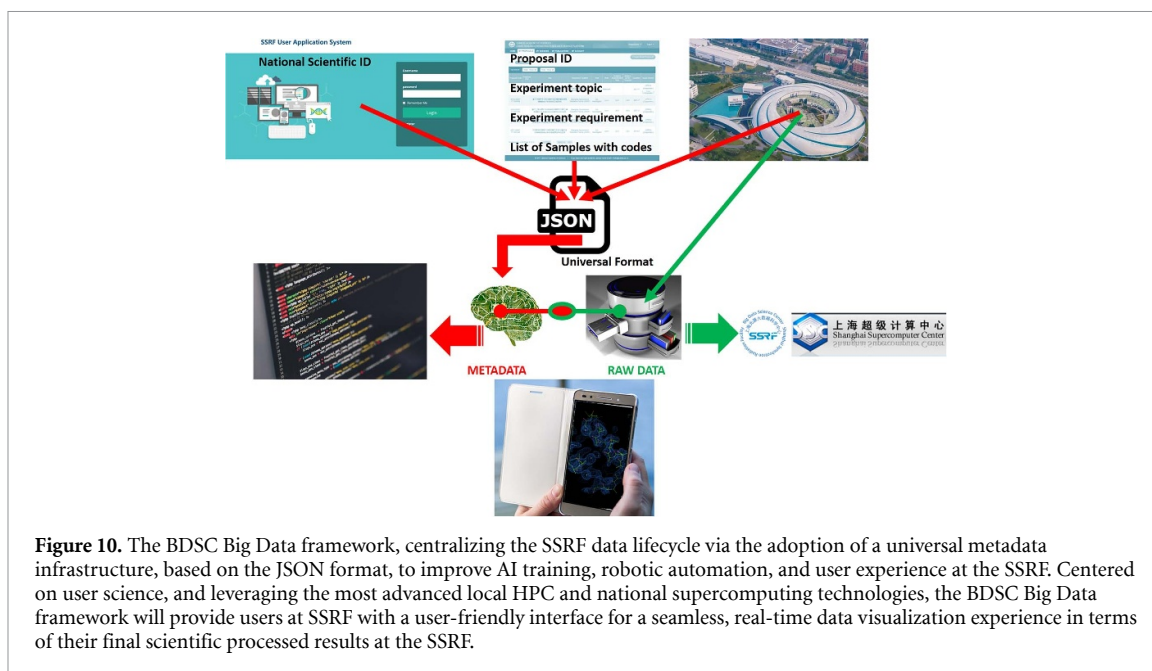 SSRF User Application System
National Scientific ID
Username
password
Remember Me
Login
Proposal ID
Experiment topic
Experiment requirement
List of Samples with codes
JSON
Universal Format
METADATA
RAW DATA
SSRF
上海超级计算中心
Shanghai Supercomputer Center
Figure 10. The BDSC Big Data framework, centralizing the SSRF data lifecycle via the adoption of a universal metadata
infrastructure, based on the JSON format, to improve AI training, robotic automation, and user experience at the SSRF. Centered
on user science, and leveraging the most advanced local HPC and national supercomputing technologies, the BDSC Big Data
framework will provide users at SSRF with a user-friendly interface for a seamless, real-time data visualization experience in terms
of their final scientific processed results at the SSRF.